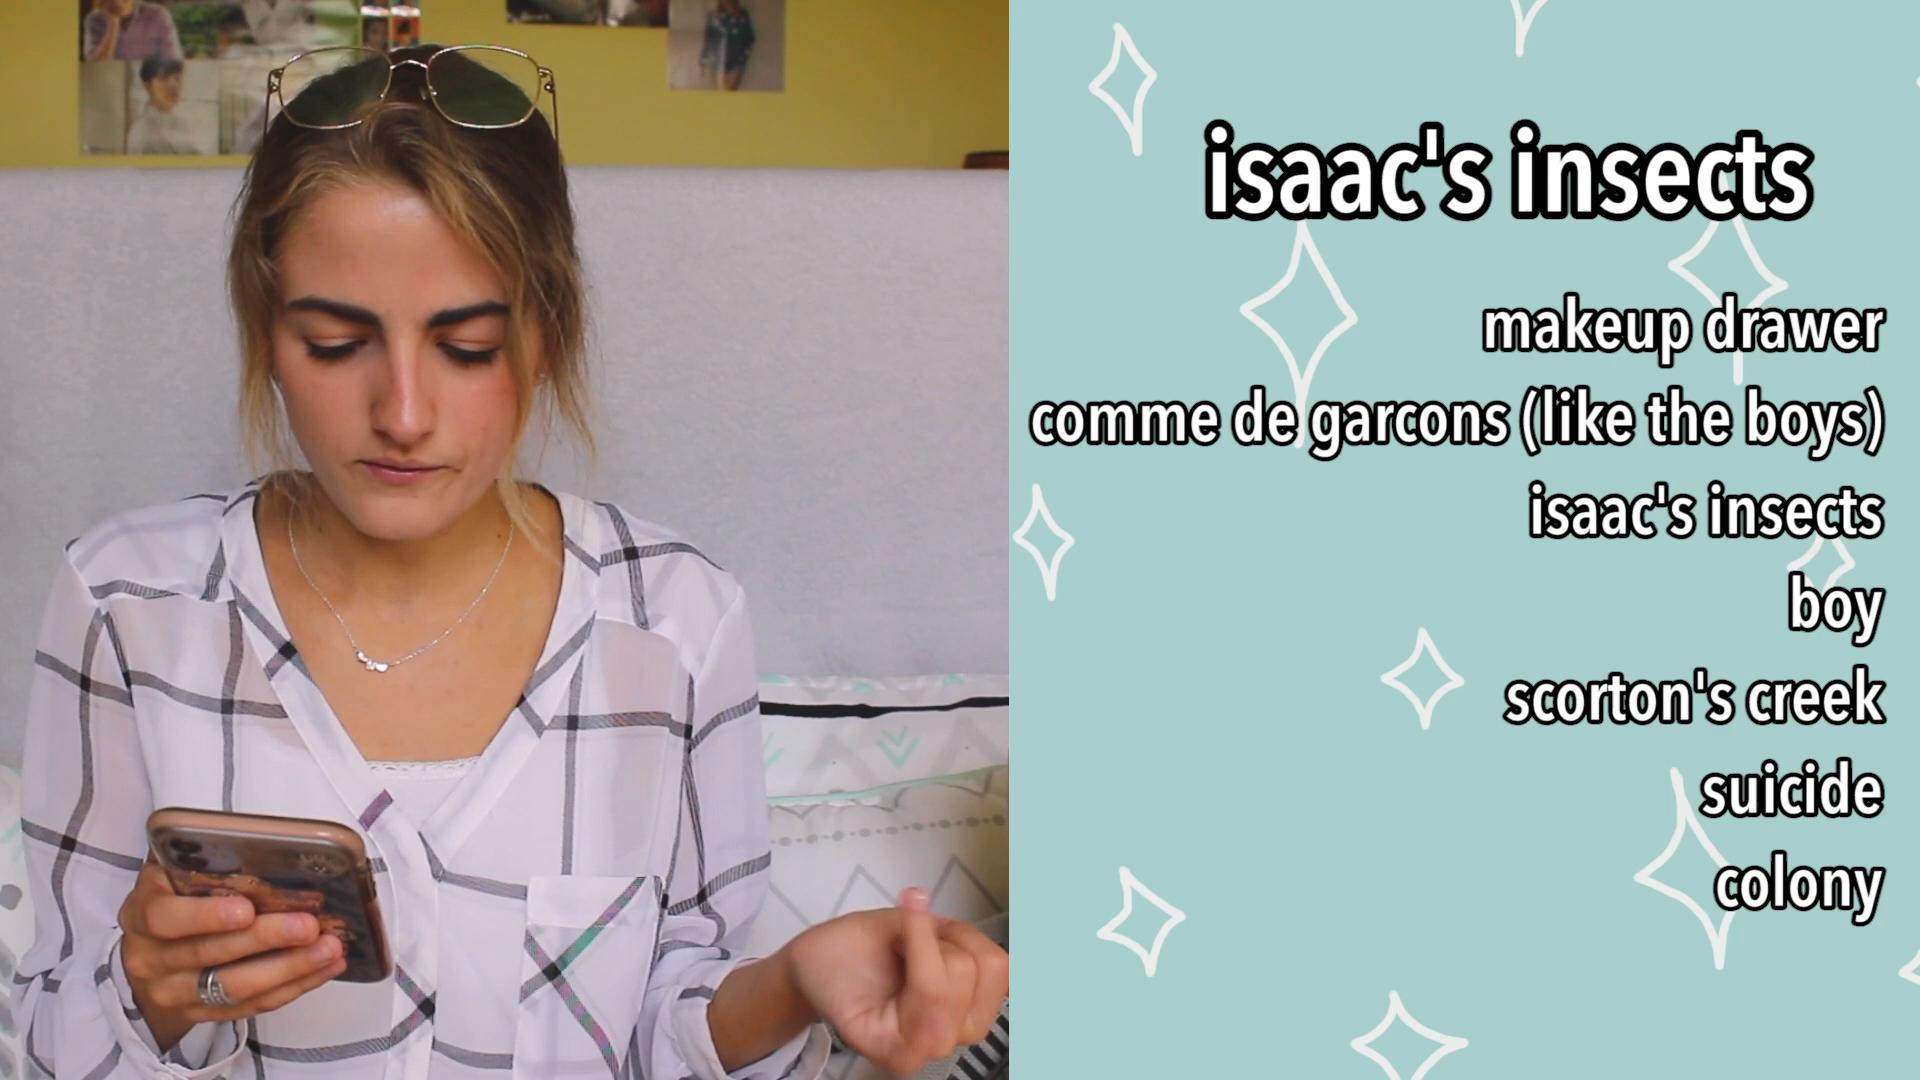 isaac's insects
makeup drawer
comme de garcons (like the boys)
isaac's insects
boy
scorton's creek
suicide
colony